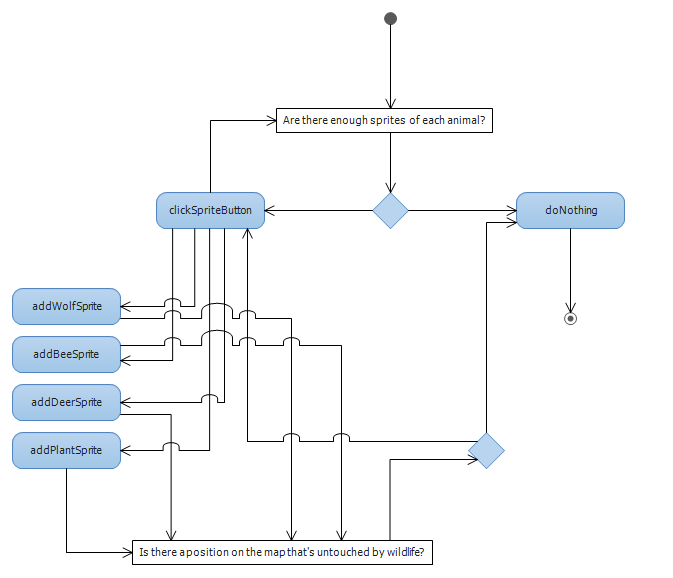 Are there enough sprites of each animal?
clickSpriteButton
doNothing
addWolfSprite
addBeeSprite
addDeerSprite
addPlantSprite
Is there a position on the map that's untouched by wildlife?